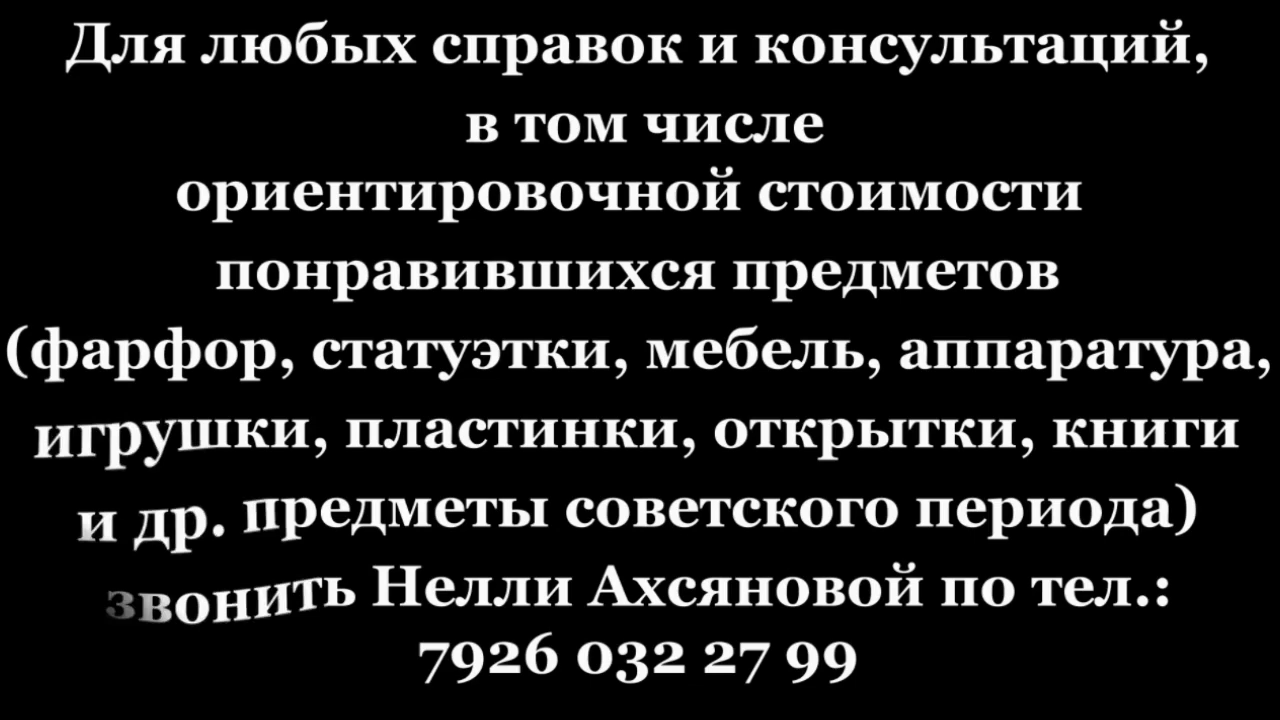 Для любых справок и консультаций,
в том числе
ориентировочной стоимости
понравившихся предметов
(фарфор, статуэтки, мебель, аппаратура,
игрушки, пластинки, открытки, книги
и др. предметы советского периода)
звонить Нелли Ахсяновой по тел.:
7926 032 27 99